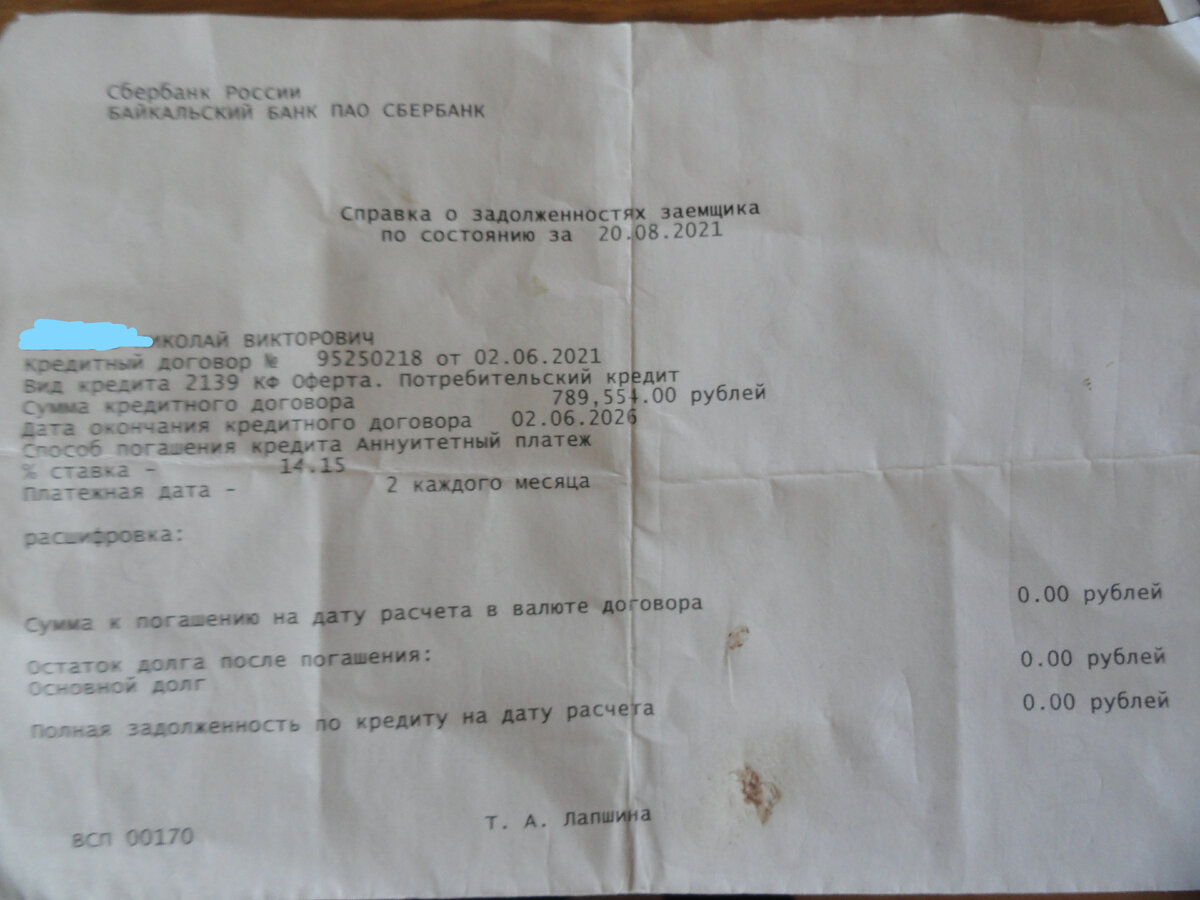 Сбербанк России
БАЙКАЛЬСКИЙ БАНК ПАО СБЕРБАНК
Справка о задолженностях заемщика
по состоянию за 20.08.2021
ИКОЛАЙ ВИКТОРОВИЧ
Кредитный договор № 95250218 от 02.06.2021
Вид кредита 2139 КФ Оферта. Потребительский кредит
Сумма кредитного договора 789,554.00 рублей
Дата окончания кредитного договора 02.06.2026
Способ погашения кредита Аннуитетный платеж
% ставка - 14.15
Платежная дата - 2 каждого месяца
расшифровка:
Сумма к погашению на дату расчета в валюте договора 0.00 рублей
Остаток долга после погашения:
Основной долг 0.00 рублей
Полная задолженность по кредиту на дату расчета 0.00 рублей
Т. А. Лапшина
ВСП 00170